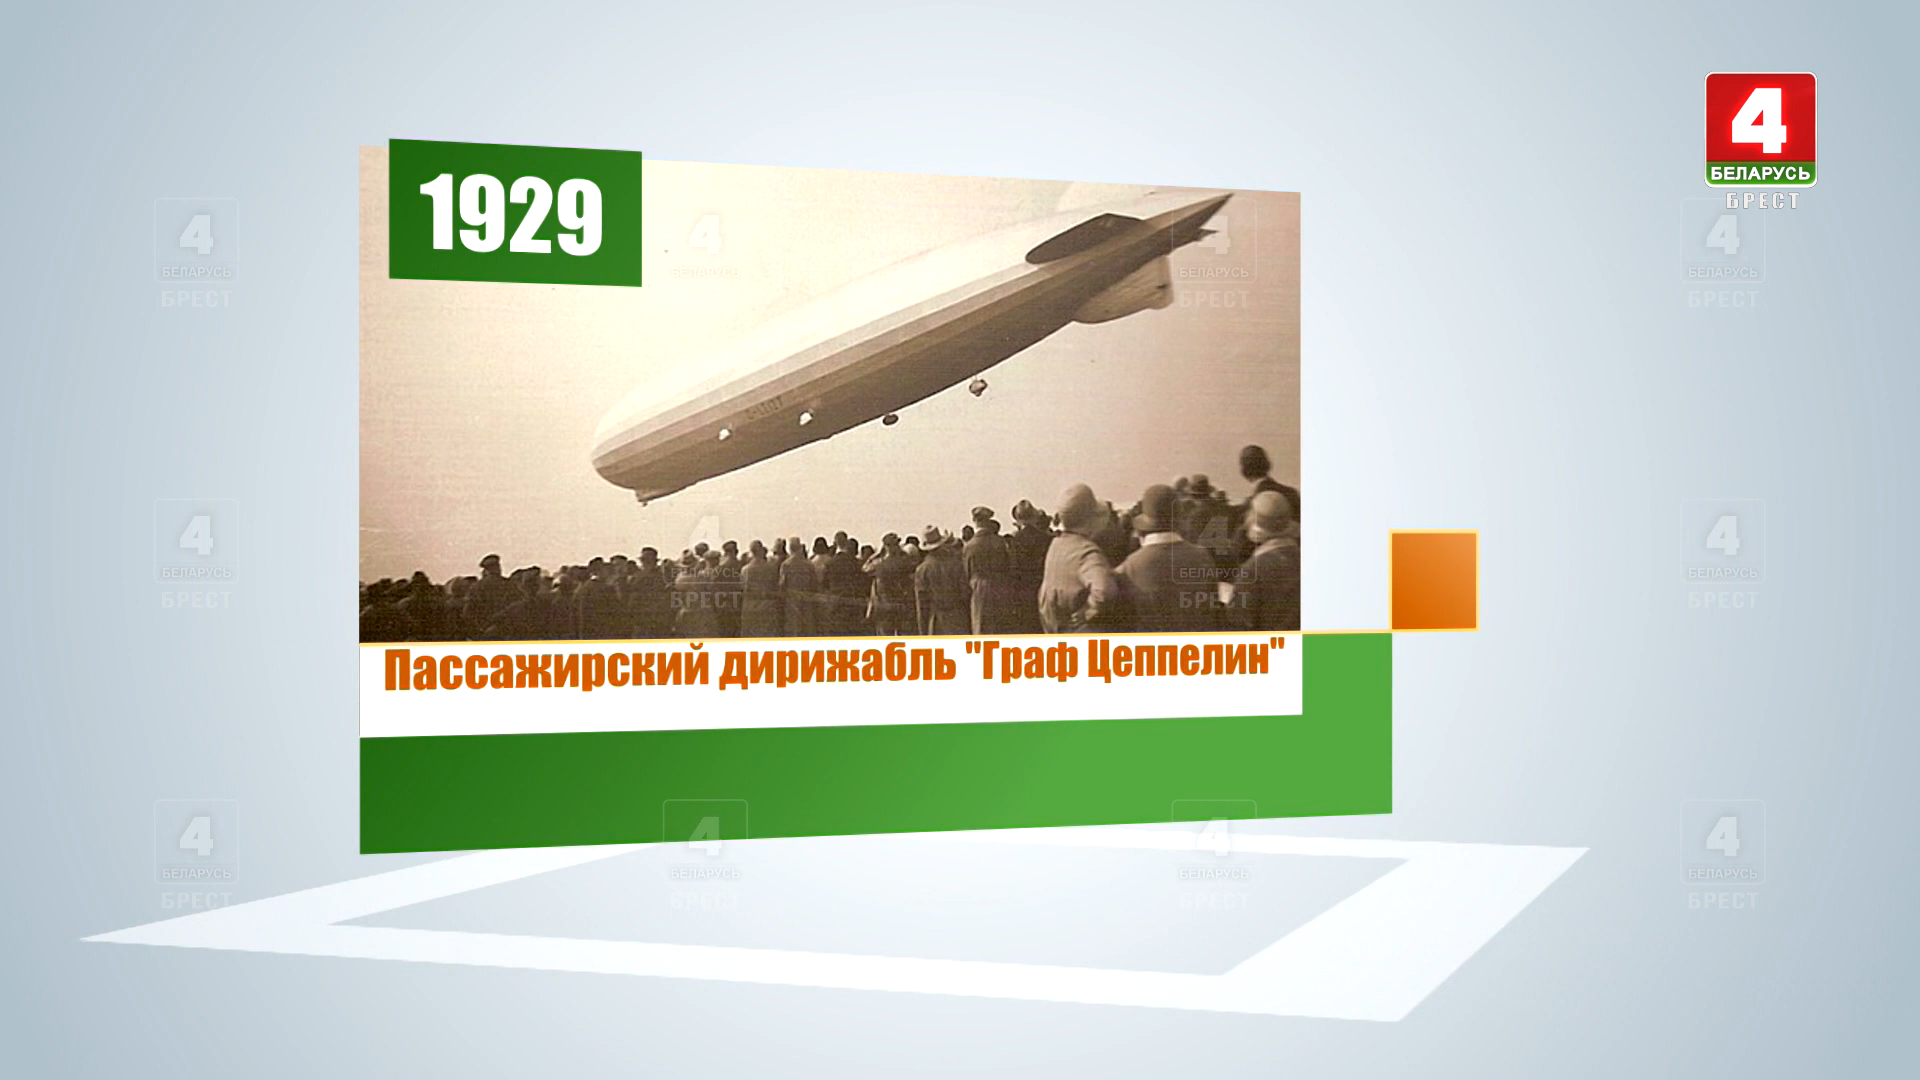 4
БЕЛАРУСЬ
БРЕСТ
1929
Пассажирский дирижабль "Граф Цеппелин"